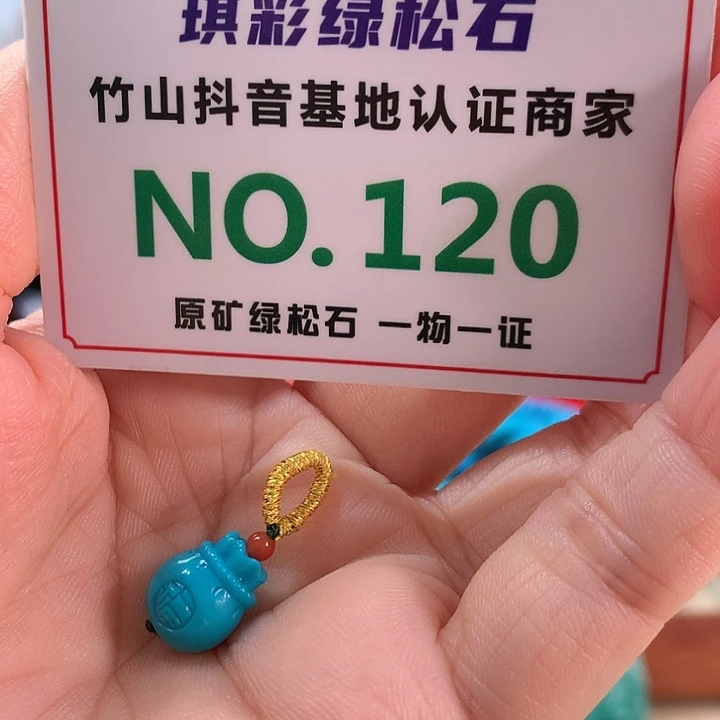 琪彩绿松石
竹山抖音基地认证商家
NO.120
原矿绿松石 一物一证